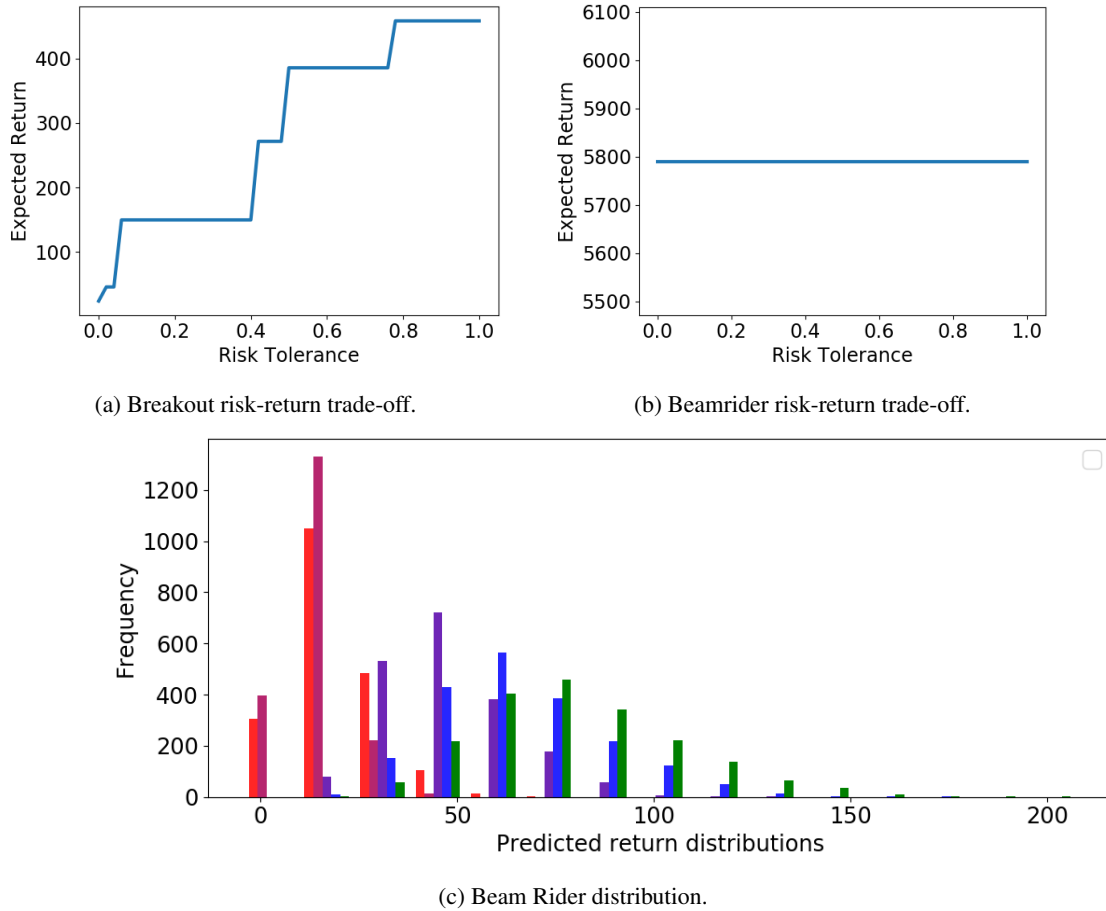 400
300
200
100
Expected Return
0.0 0.2 0.4 0.6 0.8 1.0
Risk Tolerance
(a) Breakout risk-return trade-off.
6100
6000
5900
5800
5700
5600
5500
Expected Return
0.0 0.2 0.4 0.6 0.8 1.0
Risk Tolerance
(b) Beamrider risk-return trade-off.
1200
1000
800
600
400
200
0
Frequency
0 50 100 150 200
Predicted return distributions
(c) Beam Rider distribution.